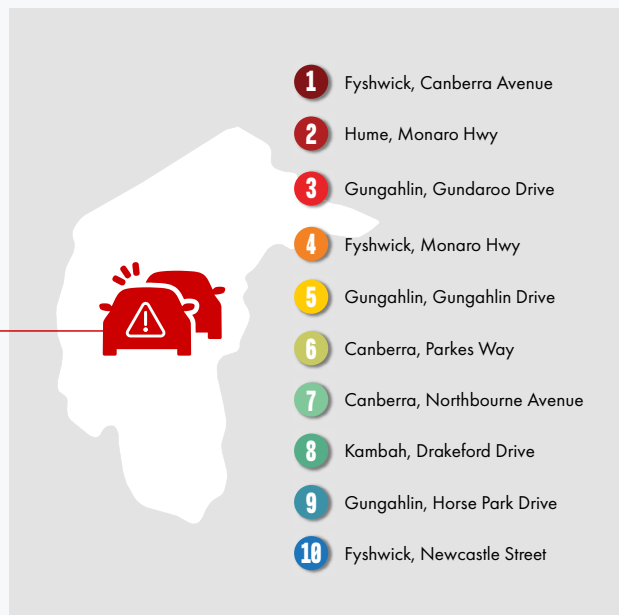 1 Fyshwick, Canberra Avenue
2 Hume, Monaro Hwy
3 Gungahlin, Gundaroo Drive
4 Fyshwick, Monaro Hwy
5 Gungahlin, Gungahlin Drive
6 Canberra, Parkes Way
7 Canberra, Northbourne Avenue
8 Kambah, Drakeford Drive
9 Gungahlin, Horse Park Drive
10 Fyshwick, Newcastle Street